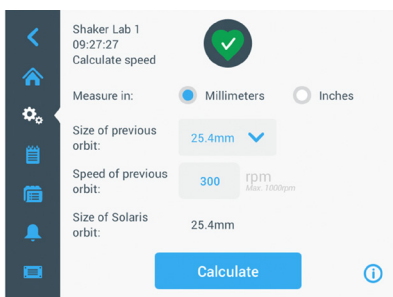 Shaker Lab 1
09:27:27
Calculate speed
Measure in: Millimeters Inches
Size of previous
orbit:
25.4mm
Speed of previous
orbit:
300 rpm
Max. 1000rpm
Size of Solaris
orbit:
25.4mm
Calculate